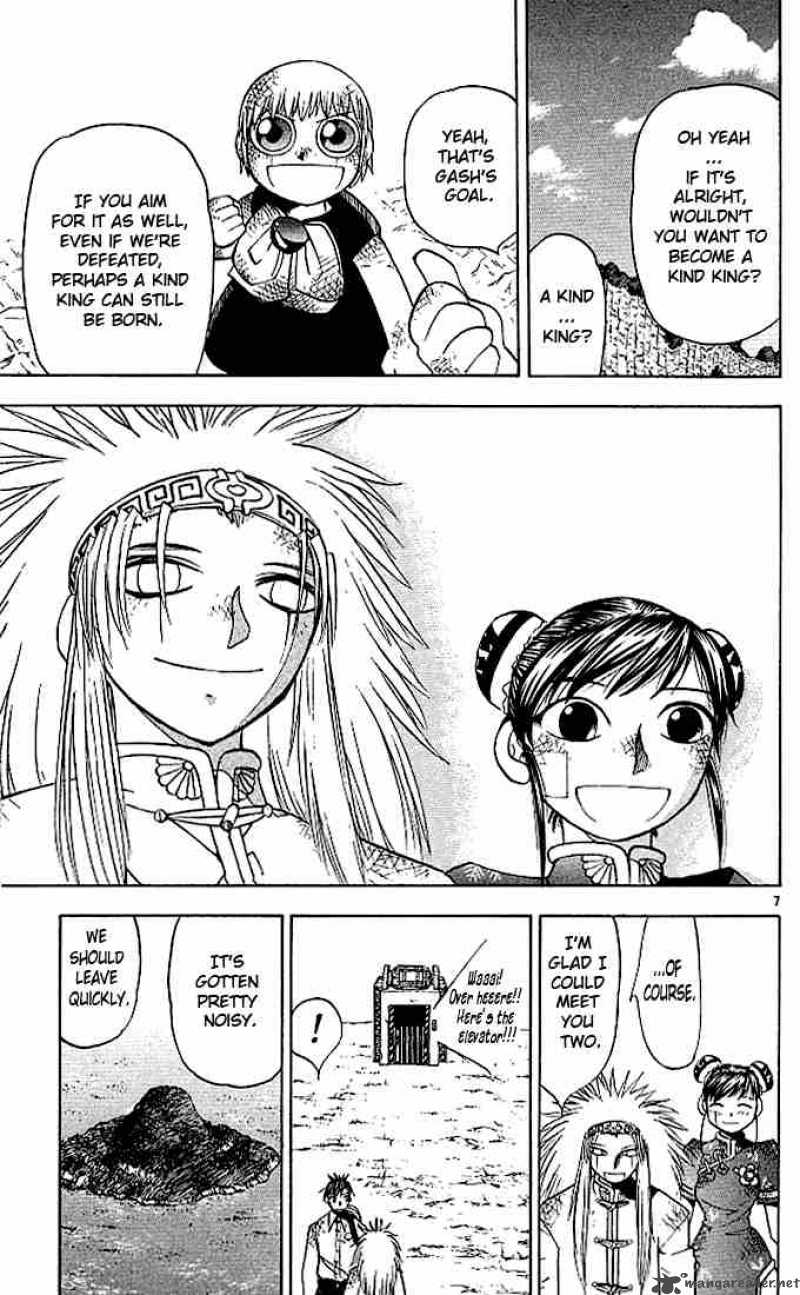 OH YEAH
...
IF IT'S
ALRIGHT,
WOULDN'T
YOU WANT TO
BECOME A
KIND KING?
A KIND
...
KING?
YEAH,
THAT'S
GASH'S
GOAL.
IF YOU AIM
FOR IT AS WELL,
EVEN IF WE'RE
DEFEATED,
PERHAPS A KIND
KING CAN STILL
BE BORN.
7
...OF
COURSE.
I'M
GLAD I
COULD
MEET
YOU
TWO.
Waaai!
Over heeere!!
Here's the
elevator!!!
!
IT'S
GOTTEN
PRETTY
NOISY.
WE
SHOULD
LEAVE
QUICKLY.
mangareader.net